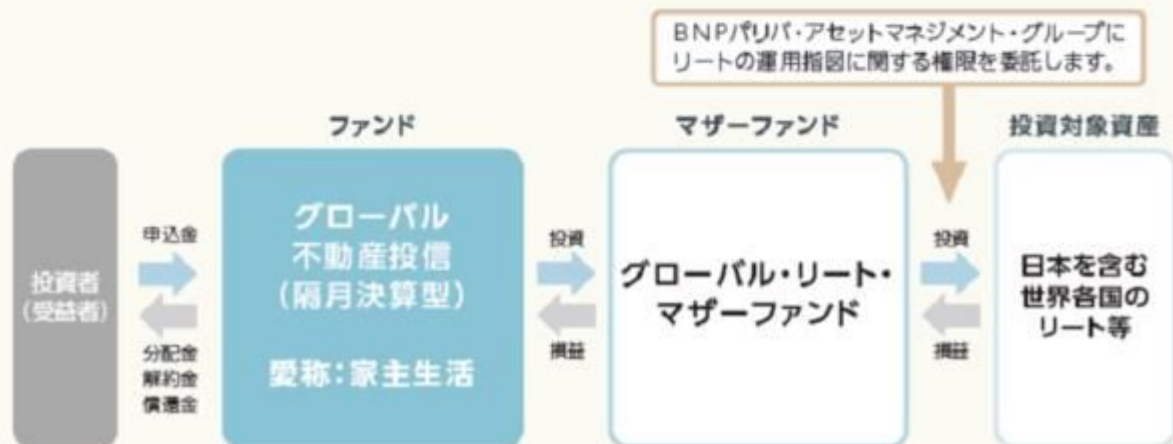 BNPパリバ・アセットマネジメント・グループに
リートの運用指図に関する権限を委託します。
ファンド
マザーファンド
投資対象資産
投資者
(受益者)
申込金
分配金
解約金
償還金
グローバル
不動産投信
(隔月決算型)
愛称:家主生活
投資
損益
グローバル・リート・
マザーファンド
投資
損益
日本を含む
世界各国の
リート等